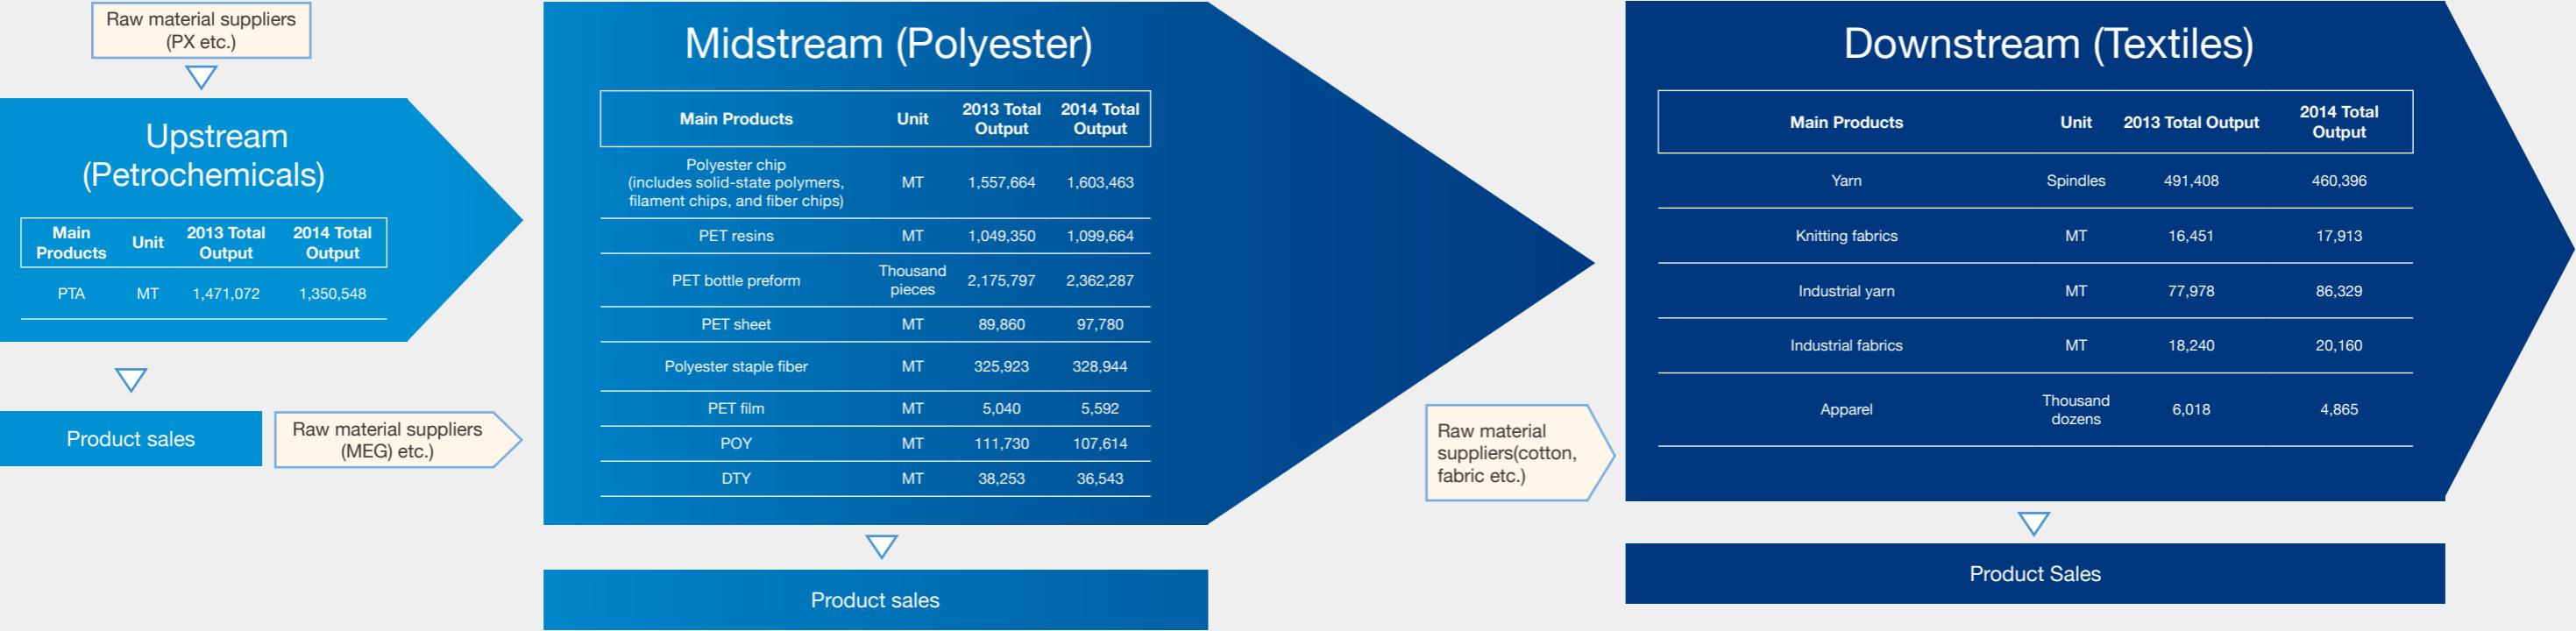 Raw material suppliers
(PX etc.)
Upstream
(Petrochemicals)
Main Products Unit 2013 Total Output 2014 Total Output
PTA MT 1,471,072 1,350,548
Product sales
Raw material suppliers
(MEG) etc.)
Midstream (Polyester)
Main Products Unit 2013 Total Output 2014 Total Output
Polyester chip
(includes solid-state polymers,
filament chips, and fiber chips) MT 1,557,664 1,603,463
PET resins MT 1,049,350 1,099,664
PET bottle preform Thousand pieces 2,175,797 2,362,287
PET sheet MT 89,860 97,780
Polyester staple fiber MT 325,923 328,944
PET film MT 5,040 5,592
POY MT 111,730 107,614
DTY MT 38,253 36,543
Product sales
Raw material
suppliers(cotton,
fabric etc.)
Downstream (Textiles)
Main Products Unit 2013 Total Output 2014 Total Output
Yarn Spindles 491,408 460,396
Knitting fabrics MT 16,451 17,913
Industrial yarn MT 77,978 86,329
Industrial fabrics MT 18,240 20,160
Apparel Thousand dozens 6,018 4,865
Product Sales